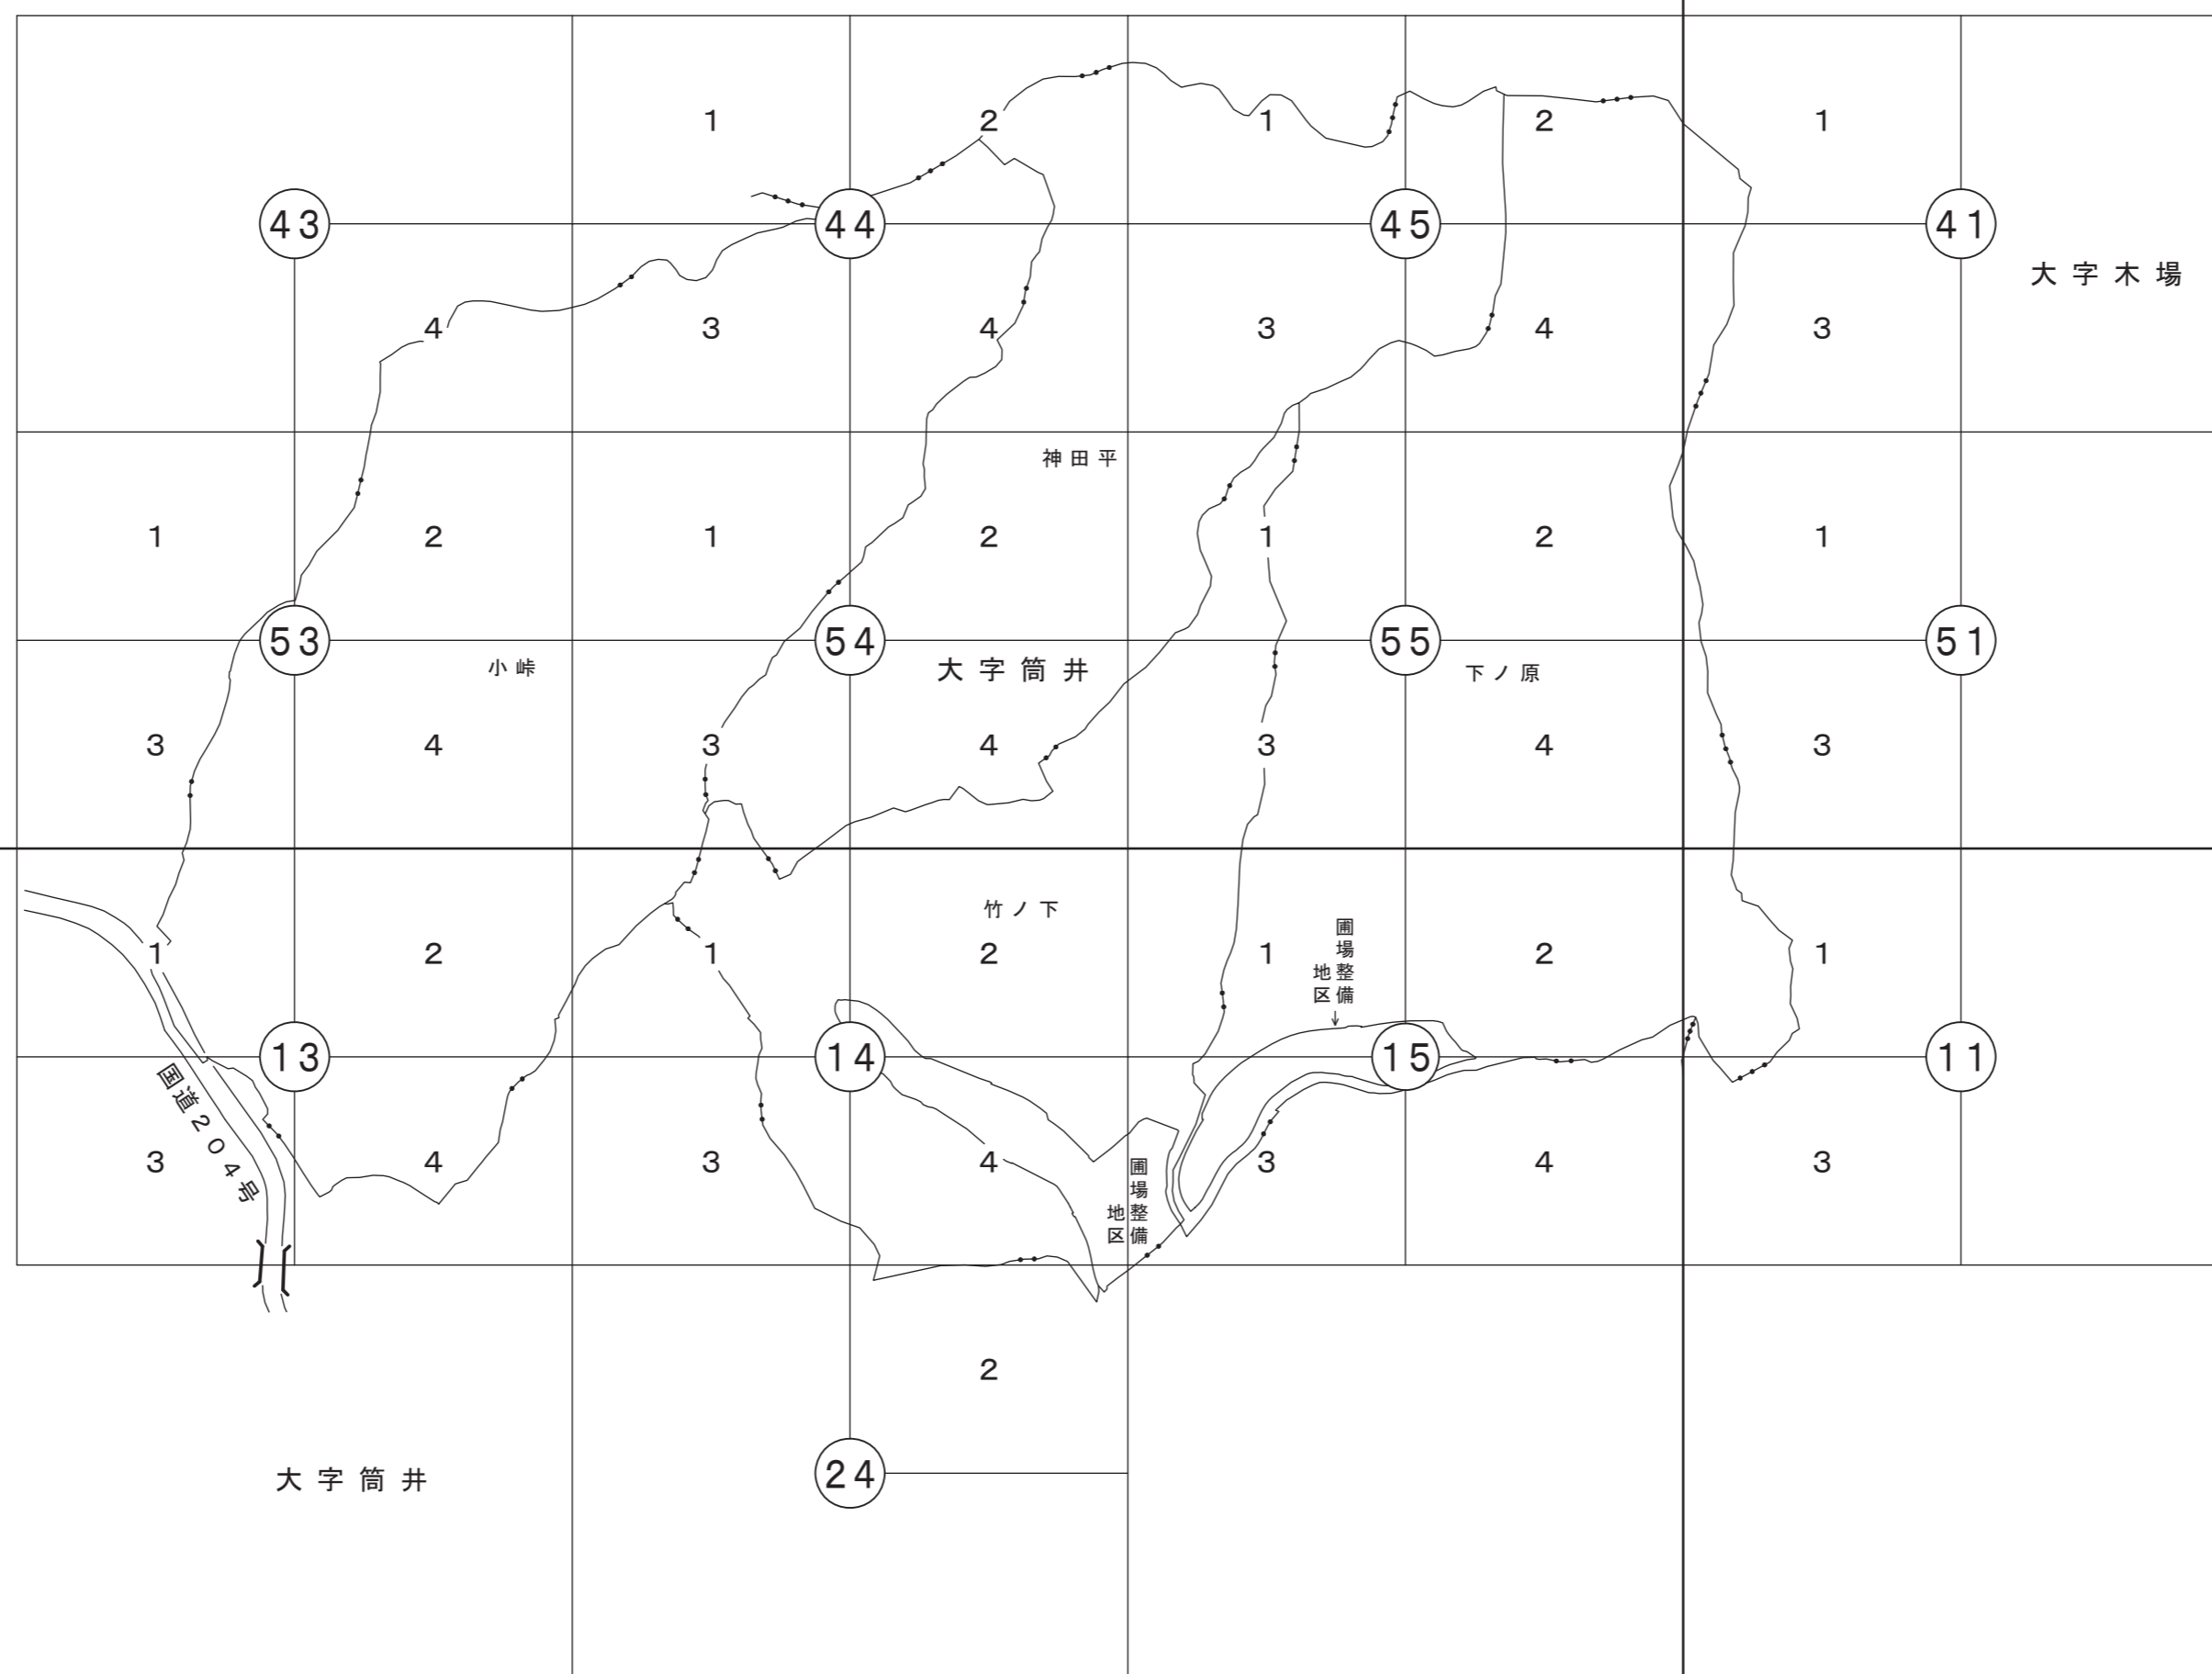 1 2 1 2 1
43 44 45 41
大字木場
4 3 4 3 4 3
神田平
1 2 1 2 1 2 1
53 54 55 51
小峠 大字筒井 下ノ原
3 4 3 4 3 4 3
竹ノ下
圃場整備
地区
↓
1 2 1 2 1 2 1
13 14 15 11
国道204号
圃場整備
地区
3 4 3 4 3 4 3
2
24
大字筒井